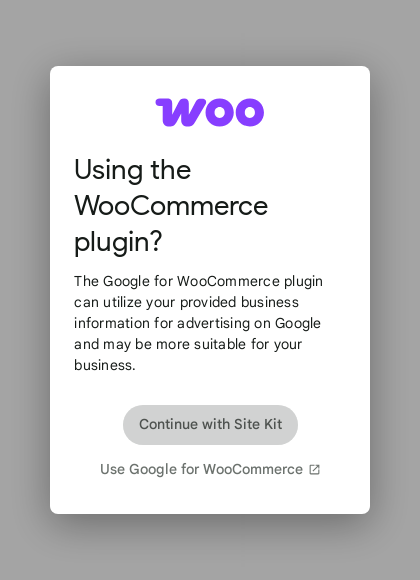 woo
Using the
WooCommerce
plugin?
The Google for WooCommerce plugin
can utilize your provided business
information for advertising on Google
and may be more suitable for your
business.
Continue with Site Kit
Use Google for WooCommerce